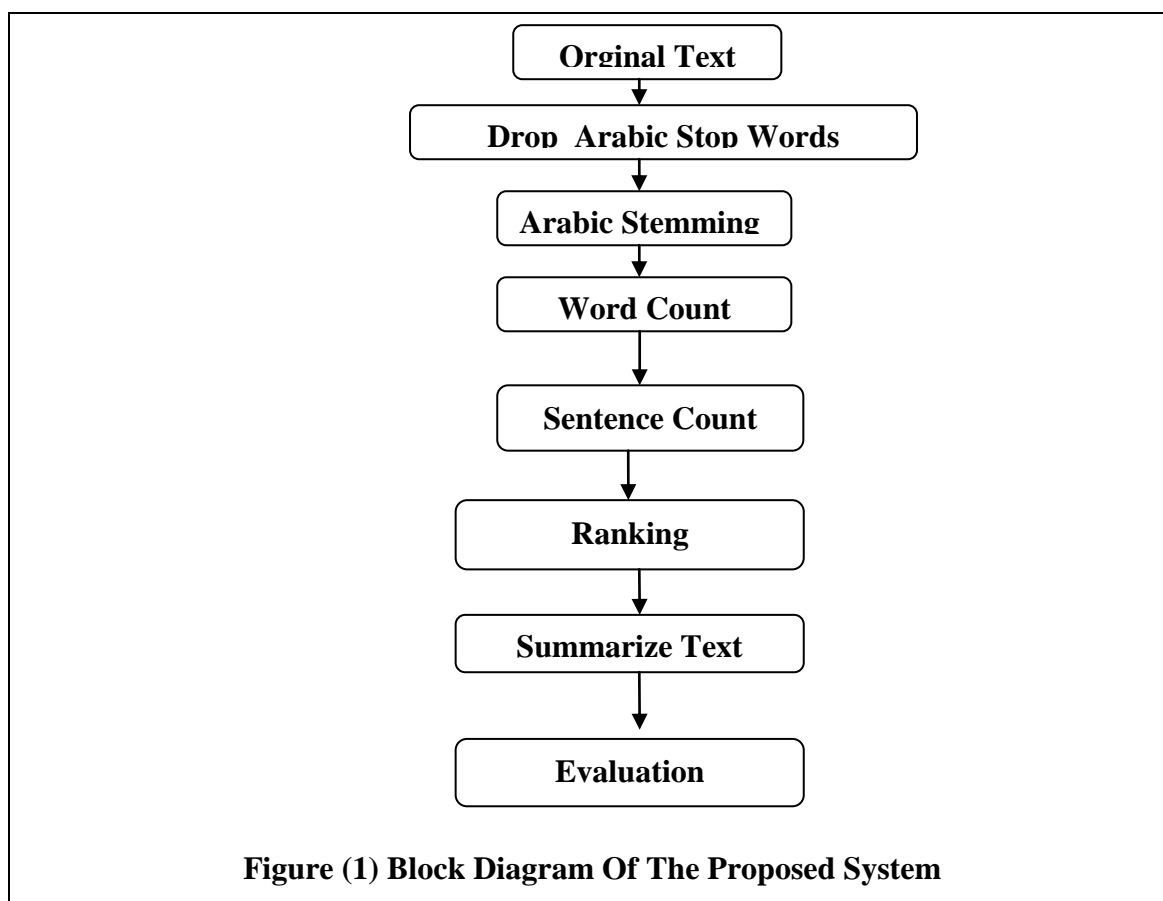 Orginal Text
Drop Arabic Stop Words
Arabic Stemming
Word Count
Sentence Count
Ranking
Summarize Text
Evaluation
Figure (1) Block Diagram Of The Proposed System